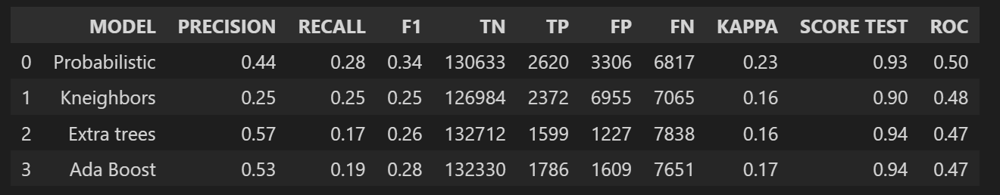 MODEL PRECISION RECALL F1 TN TP FP FN KAPPA SCORE TEST ROC
0 Probabilistic 0.44 0.28 0.34 130633 2620 3306 6817 0.23 0.93 0.50
1 Kneighbors 0.25 0.25 0.25 126984 2372 6955 7065 0.16 0.90 0.48
2 Extra trees 0.57 0.17 0.26 132712 1599 1227 7838 0.16 0.94 0.47
3 Ada Boost 0.53 0.19 0.28 132330 1786 1609 7651 0.17 0.94 0.47